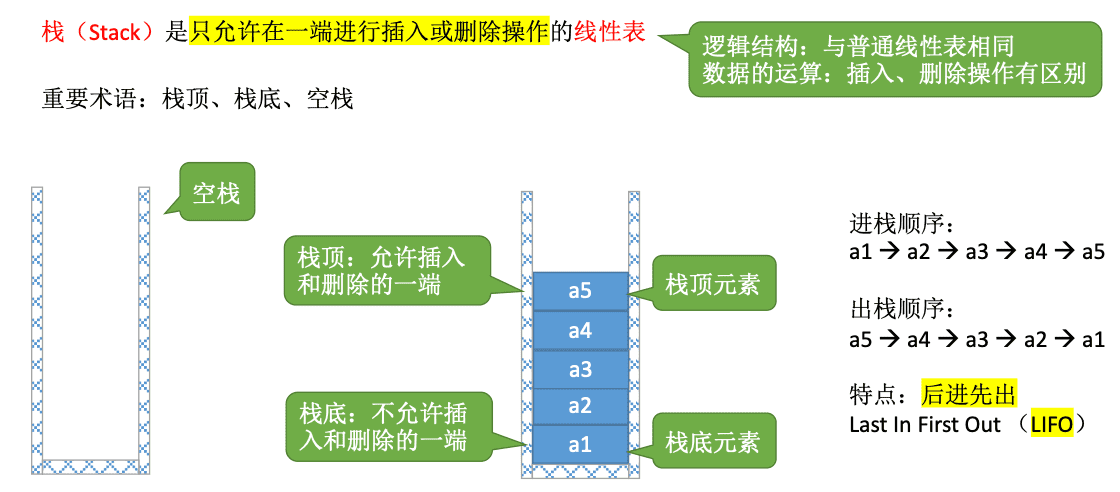 栈（Stack）是只允许在一端进行插入或删除操作的线性表
逻辑结构：与普通线性表相同
数据的运算：插入、删除操作有区别
重要术语：栈顶、栈底、空栈
空栈
栈顶：允许插入
和删除的一端
栈顶元素
a5
a4
a3
a2
a1
栈底：不允许插
入和删除的一端
栈底元素
进栈顺序：
a1 → a2 → a3 → a4 → a5
出栈顺序：
a5 → a4 → a3 → a2 → a1
特点：后进先出
Last In First Out （LIFO）